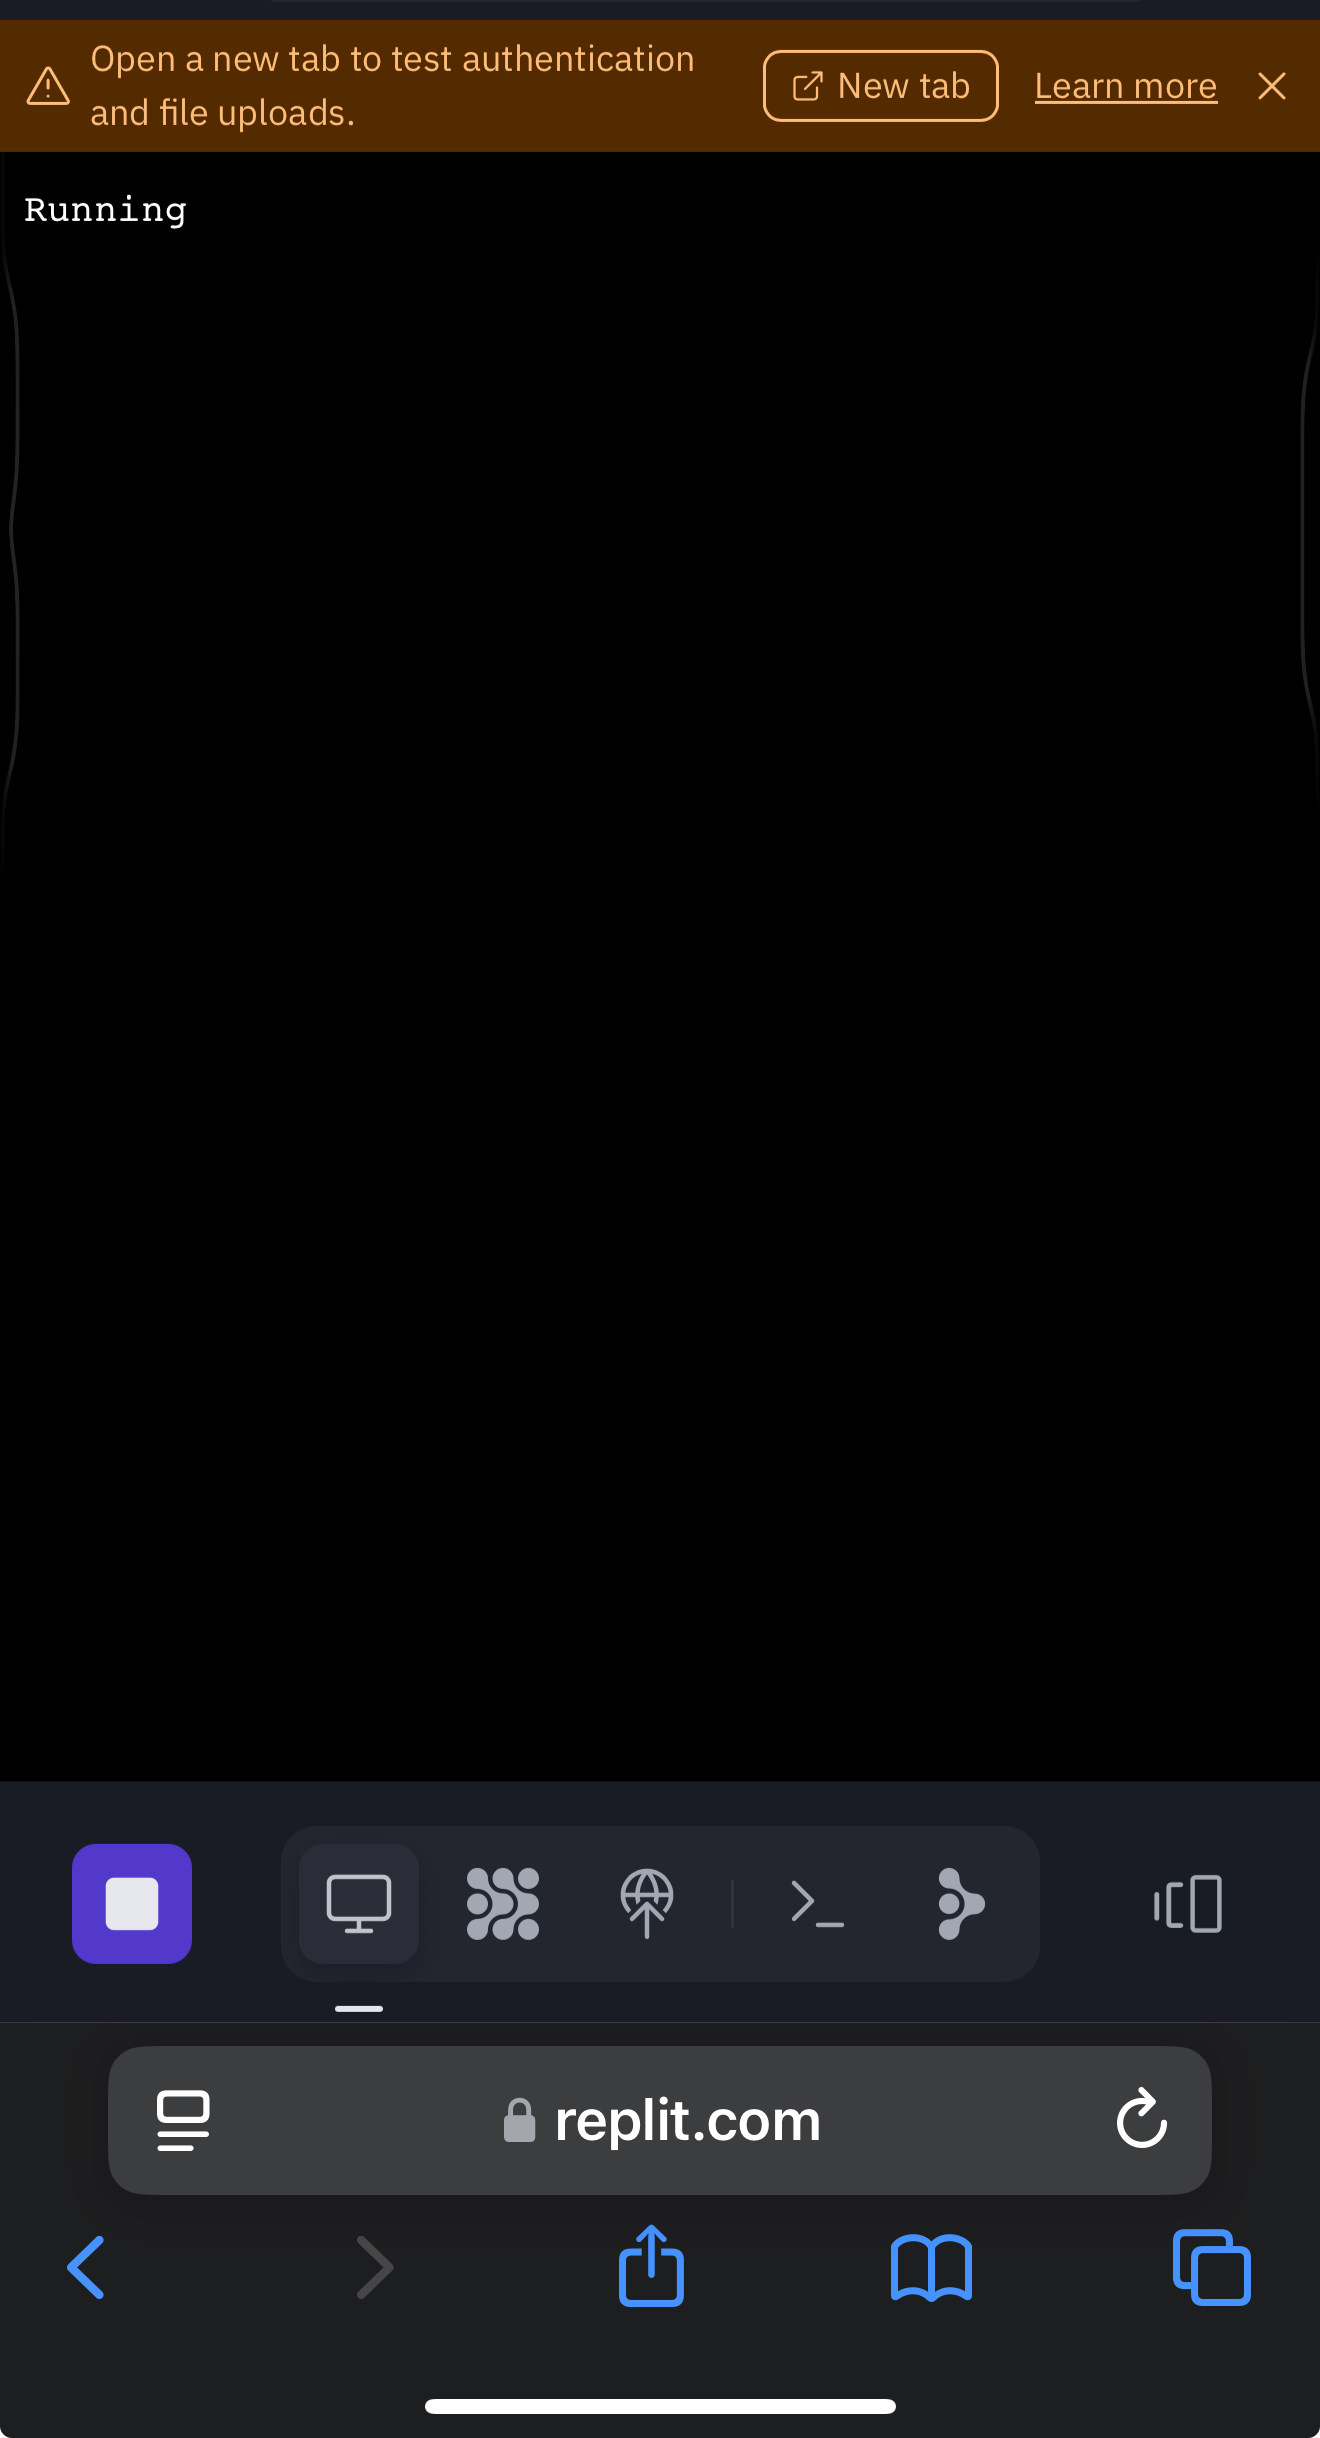 Open a new tab to test authentication
and file uploads.
New tab
Learn more
Running
replit.com